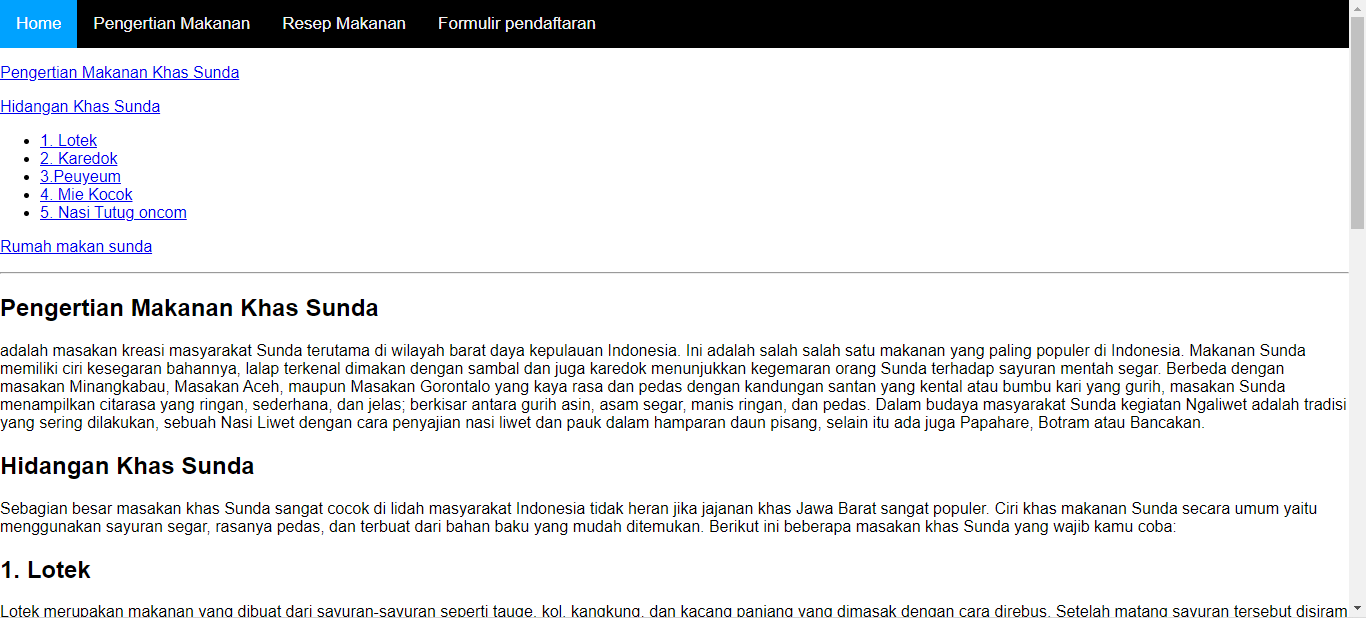 Home Pengertian Makanan Resep Makanan Formulir pendaftaran
Pengertian Makanan Khas Sunda
Hidangan Khas Sunda
1. Lotek
2. Karedok
3.Peuyeum
4. Mie Kocok
5. Nasi Tutug oncom
Rumah makan sunda
Pengertian Makanan Khas Sunda
adalah masakan kreasi masyarakat Sunda terutama di wilayah barat daya kepulauan Indonesia. Ini adalah salah salah satu makanan yang paling populer di Indonesia. Makanan Sunda
memiliki ciri kesegaran bahannya, lalap terkenal dimakan dengan sambal dan juga karedok menunjukkan kegemaran orang Sunda terhadap sayuran mentah segar. Berbeda dengan
masakan Minangkabau, Masakan Aceh, maupun Masakan Gorontalo yang kaya rasa dan pedas dengan kandungan santan yang kental atau bumbu kari yang gurih, masakan Sunda
menampilkan citarasa yang ringan, sederhana, dan jelas; berkisar antara gurih asin, asam segar, manis ringan, dan pedas. Dalam budaya masyarakat Sunda kegiatan Ngaliwet adalah tradisi
yang sering dilakukan, sebuah Nasi Liwet dengan cara penyajian nasi liwet dan pauk dalam hamparan daun pisang, selain itu ada juga Papahare, Botram atau Bancakan.
Hidangan Khas Sunda
Sebagian besar masakan khas Sunda sangat cocok di lidah masyarakat Indonesia tidak heran jika jajanan khas Jawa Barat sangat populer. Ciri khas makanan Sunda secara umum yaitu
menggunakan sayuran segar, rasanya pedas, dan terbuat dari bahan baku yang mudah ditemukan. Berikut ini beberapa masakan khas Sunda yang wajib kamu coba:
1. Lotek
Lotek merupakan makanan yang dibuat dari sayuran-sayuran seperti tauge, kol, kangkung, dan kacang panjang yang dimasak dengan cara direbus. Setelah matang sayuran tersebut disiram